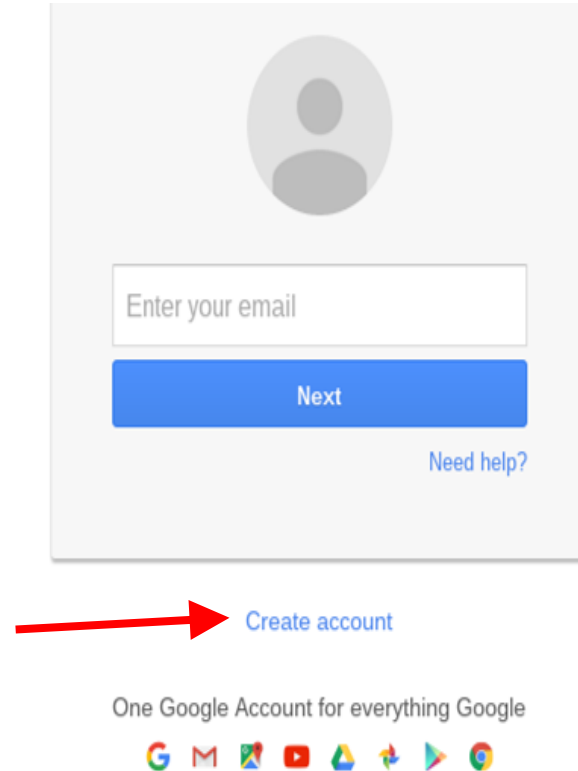 Enter your email
Next
Need help?
Create account
One Google Account for everything Google